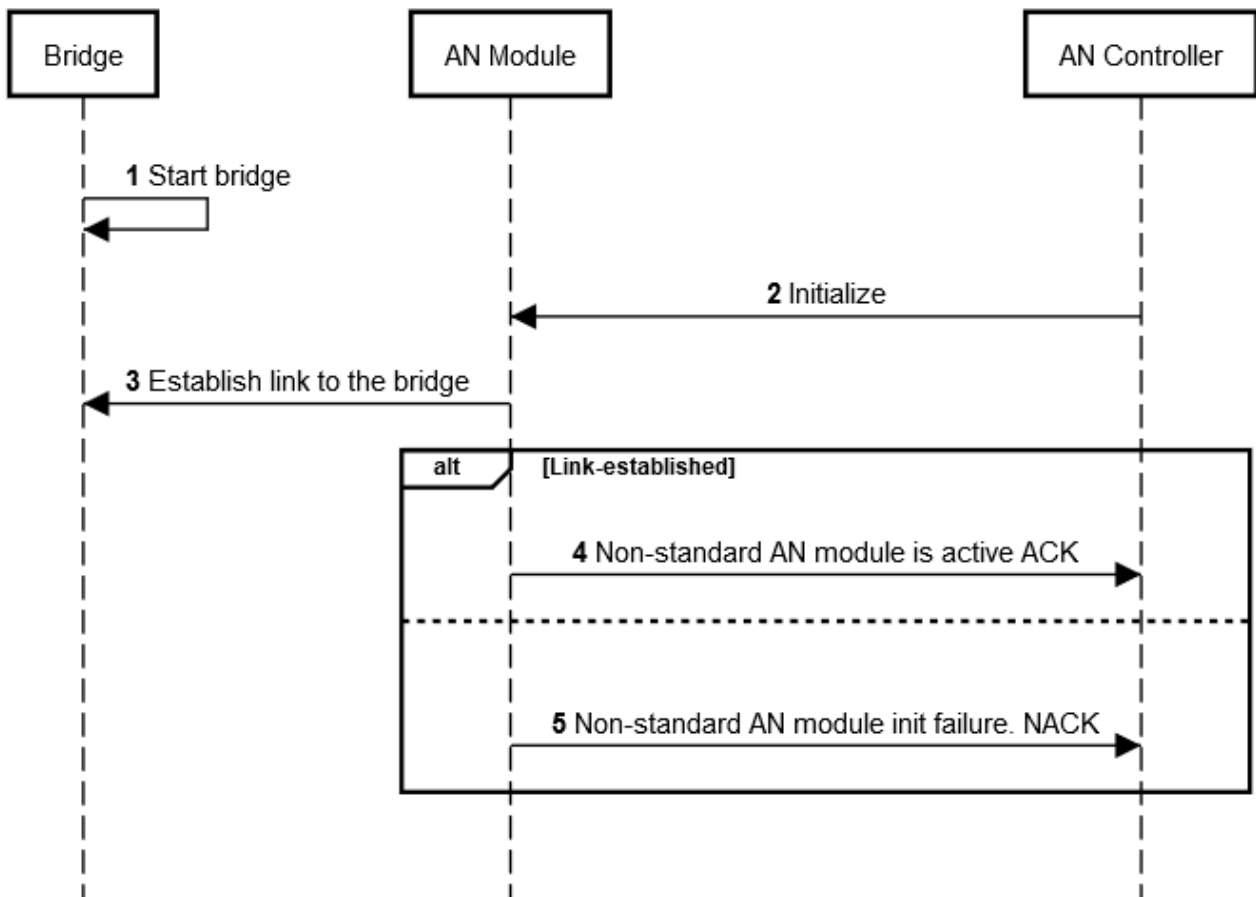 Bridge
AN Module
AN Controller
1 Start bridge
2 Initialize
3 Establish link to the bridge
alt
[Link-established]
4 Non-standard AN module is active ACK
5 Non-standard AN module init failure. NACK